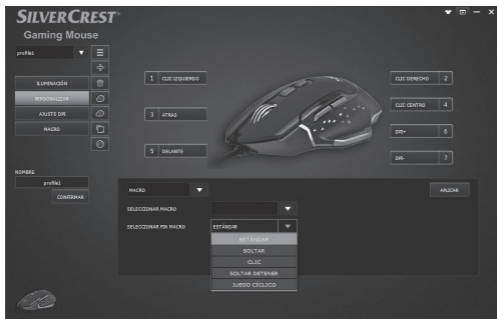 SILVERCREST
Gaming Mouse
profile1
ILUMINACIÓN
PERSONALIZAR
AJUSTE DPI
MACRO
NOMBRE
profile1
CONFIRMAR
1 CLIC IZQUIERDO
3 ATRAS
5 DELANTE
CLIC DERECHO 2
CLIC CENTRO 4
DPI+ 6
DPI- 7
MACRO
APLICAR
SELECCIONAR MACRO
SELECCIONAR FIN MACRO ESTÁNDAR
ESTÁNDAR
SOLTAR
CLIC
SOLTAR DETENER
JUEGO CÍCLICO